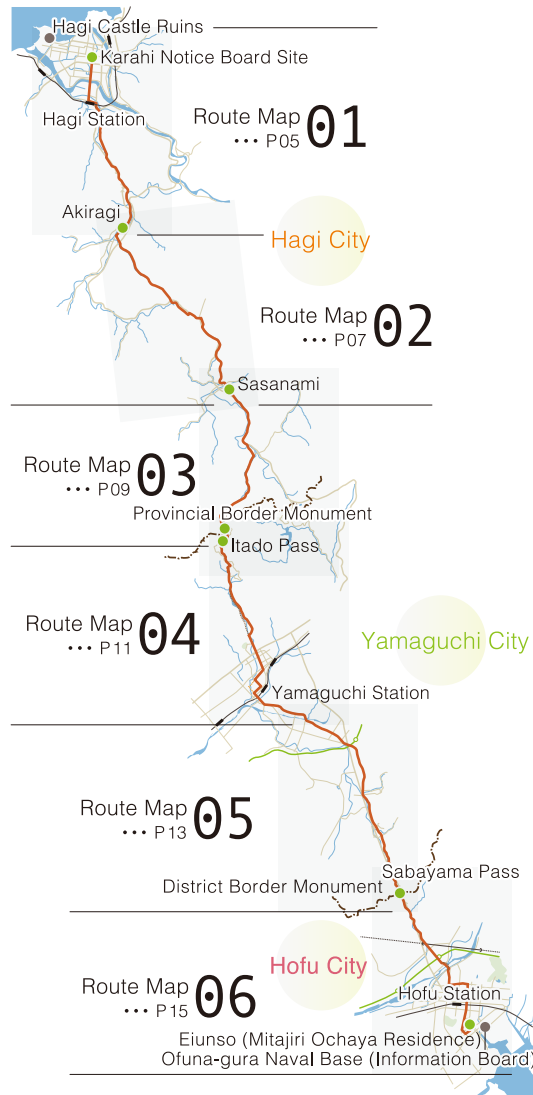 Hagi Castle Ruins
Karahi Notice Board Site
Hagi Station
Route Map
... P05
01
Akiragi
Hagi City
Route Map
... P07
02
Sasanami
Route Map
... P09
03
Provincial Border Monument
Itado Pass
Route Map
... P11
04
Yamaguchi City
Yamaguchi Station
Route Map
... P13
05
Sabayama Pass
District Border Monument
Hofu City
Route Map
... P15
06
Hofu Station
Eiunso (Mitajiri Ochaya Residence)
Ofuna-gura Naval Base (Information Board)